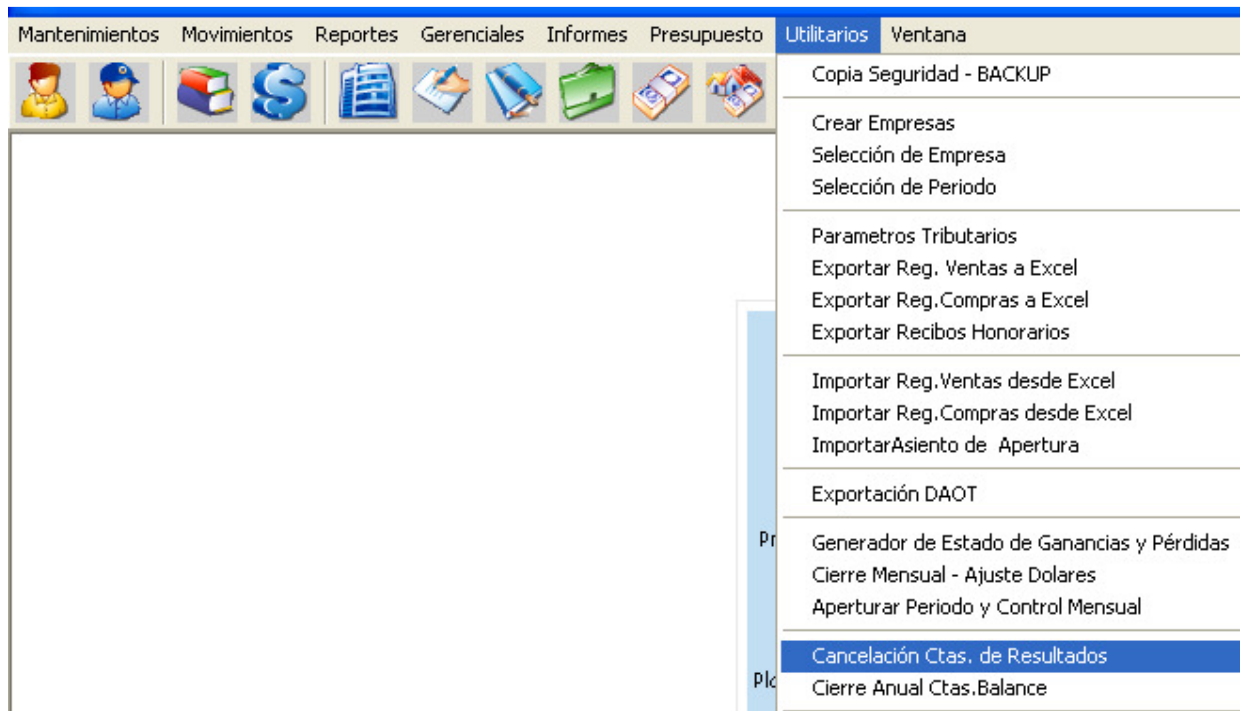 Mantenimientos Movimientos Reportes Gerenciales Informes Presupuesto Utilitarios Ventana
Copia Seguridad - BACKUP
Crear Empresas
Selección de Empresa
Selección de Periodo
Parametros Tributarios
Exportar Reg. Ventas a Excel
Exportar Reg.Compras a Excel
Exportar Recibos Honorarios
Importar Reg.Ventas desde Excel
Importar Reg.Compras desde Excel
ImportarAsiento de Apertura
Exportación DAOT
Pr
Generador de Estado de Ganancias y Pérdidas
Cierre Mensual - Ajuste Dolares
Aperturar Periodo y Control Mensual
Cancelación Ctas. de Resultados
Cierre Anual Ctas.Balance